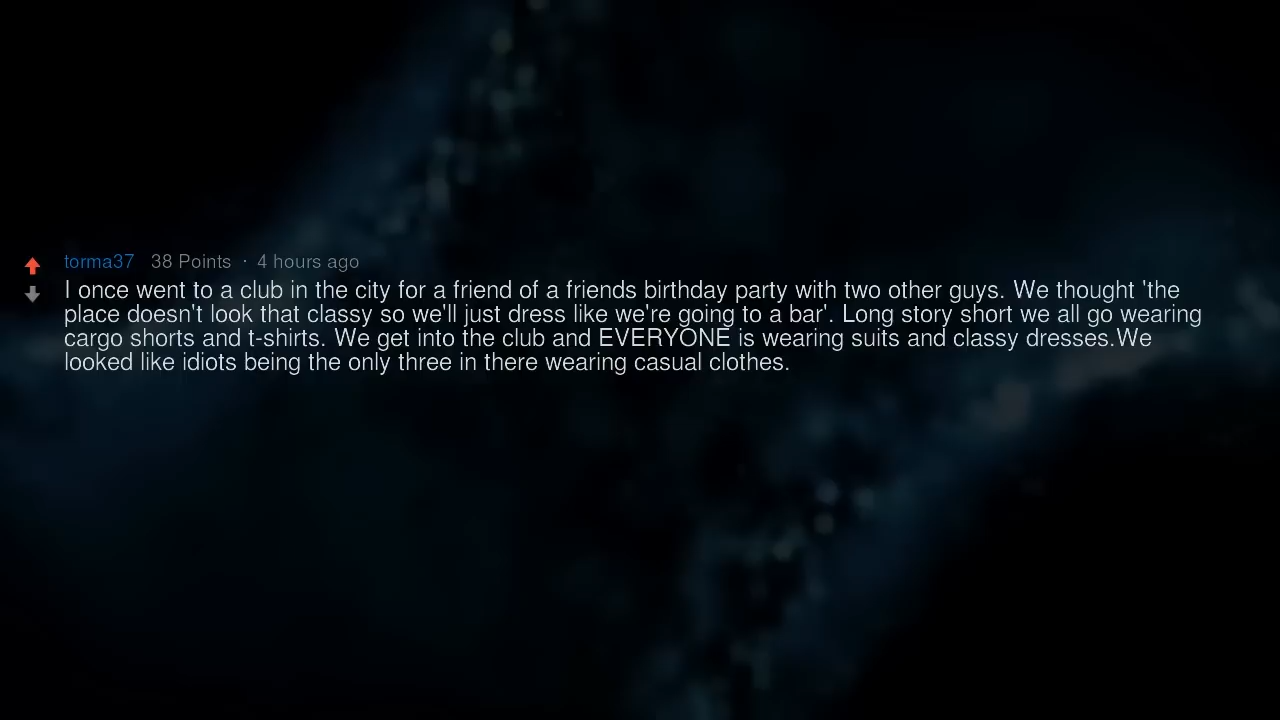 torma37 38 Points · 4 hours ago
I once went to a club in the city for a friend of a friends birthday party with two other guys. We thought 'the
place doesn't look that classy so we'll just dress like we're going to a bar'. Long story short we all go wearing
cargo shorts and t-shirts. We get into the club and EVERYONE is wearing suits and classy dresses.We
looked like idiots being the only three in there wearing casual clothes.